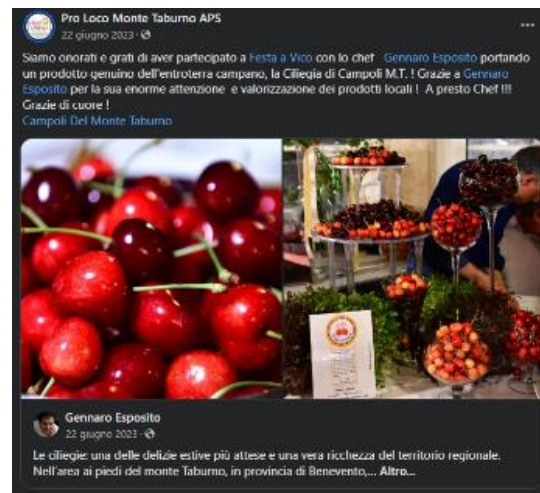 Pro Loco Monte Taburno APS
22 giugno 2023 ·
Siamo onorati e grati di aver partecipato a Festa a Vico con lo chef Gennaro Esposito portando
un prodotto genuino dell'entroterra campano, la Ciliegia di Campoli M.T. ! Grazie a Gennaro
Esposito per la sua enorme attenzione e valorizzazione dei prodotti locali ! A presto Chef !!!
Grazie di cuore !
Campoli Del Monte Taburno
Gennaro Esposito
22 giugno 2023 ·
Le ciliegie: una delle delizie estive più attese e una vera ricchezza del territorio regionale.
Nell'area ai piedi del monte Taburno, in provincia di Benevento,... Altro...